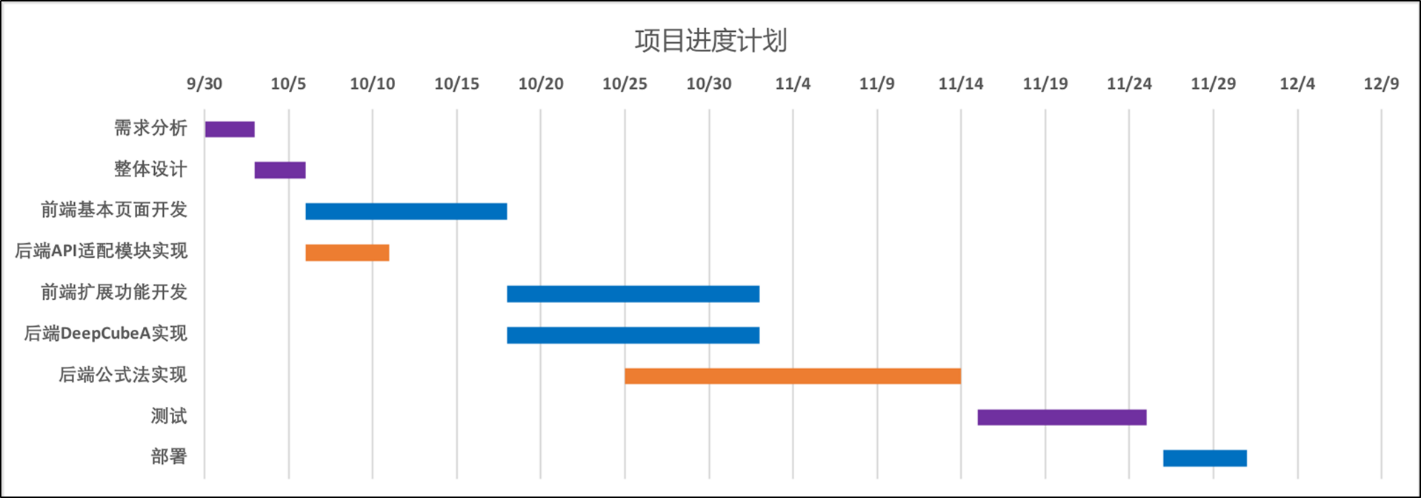 项目进度计划
9/30 10/5 10/10 10/15 10/20 10/25 10/30 11/4 11/9 11/14 11/19 11/24 11/29 12/4 12/9
需求分析
整体设计
前端基本页面开发
后端API适配模块实现
前端扩展功能开发
后端DeepCubeA实现
后端公式法实现
测试
部署